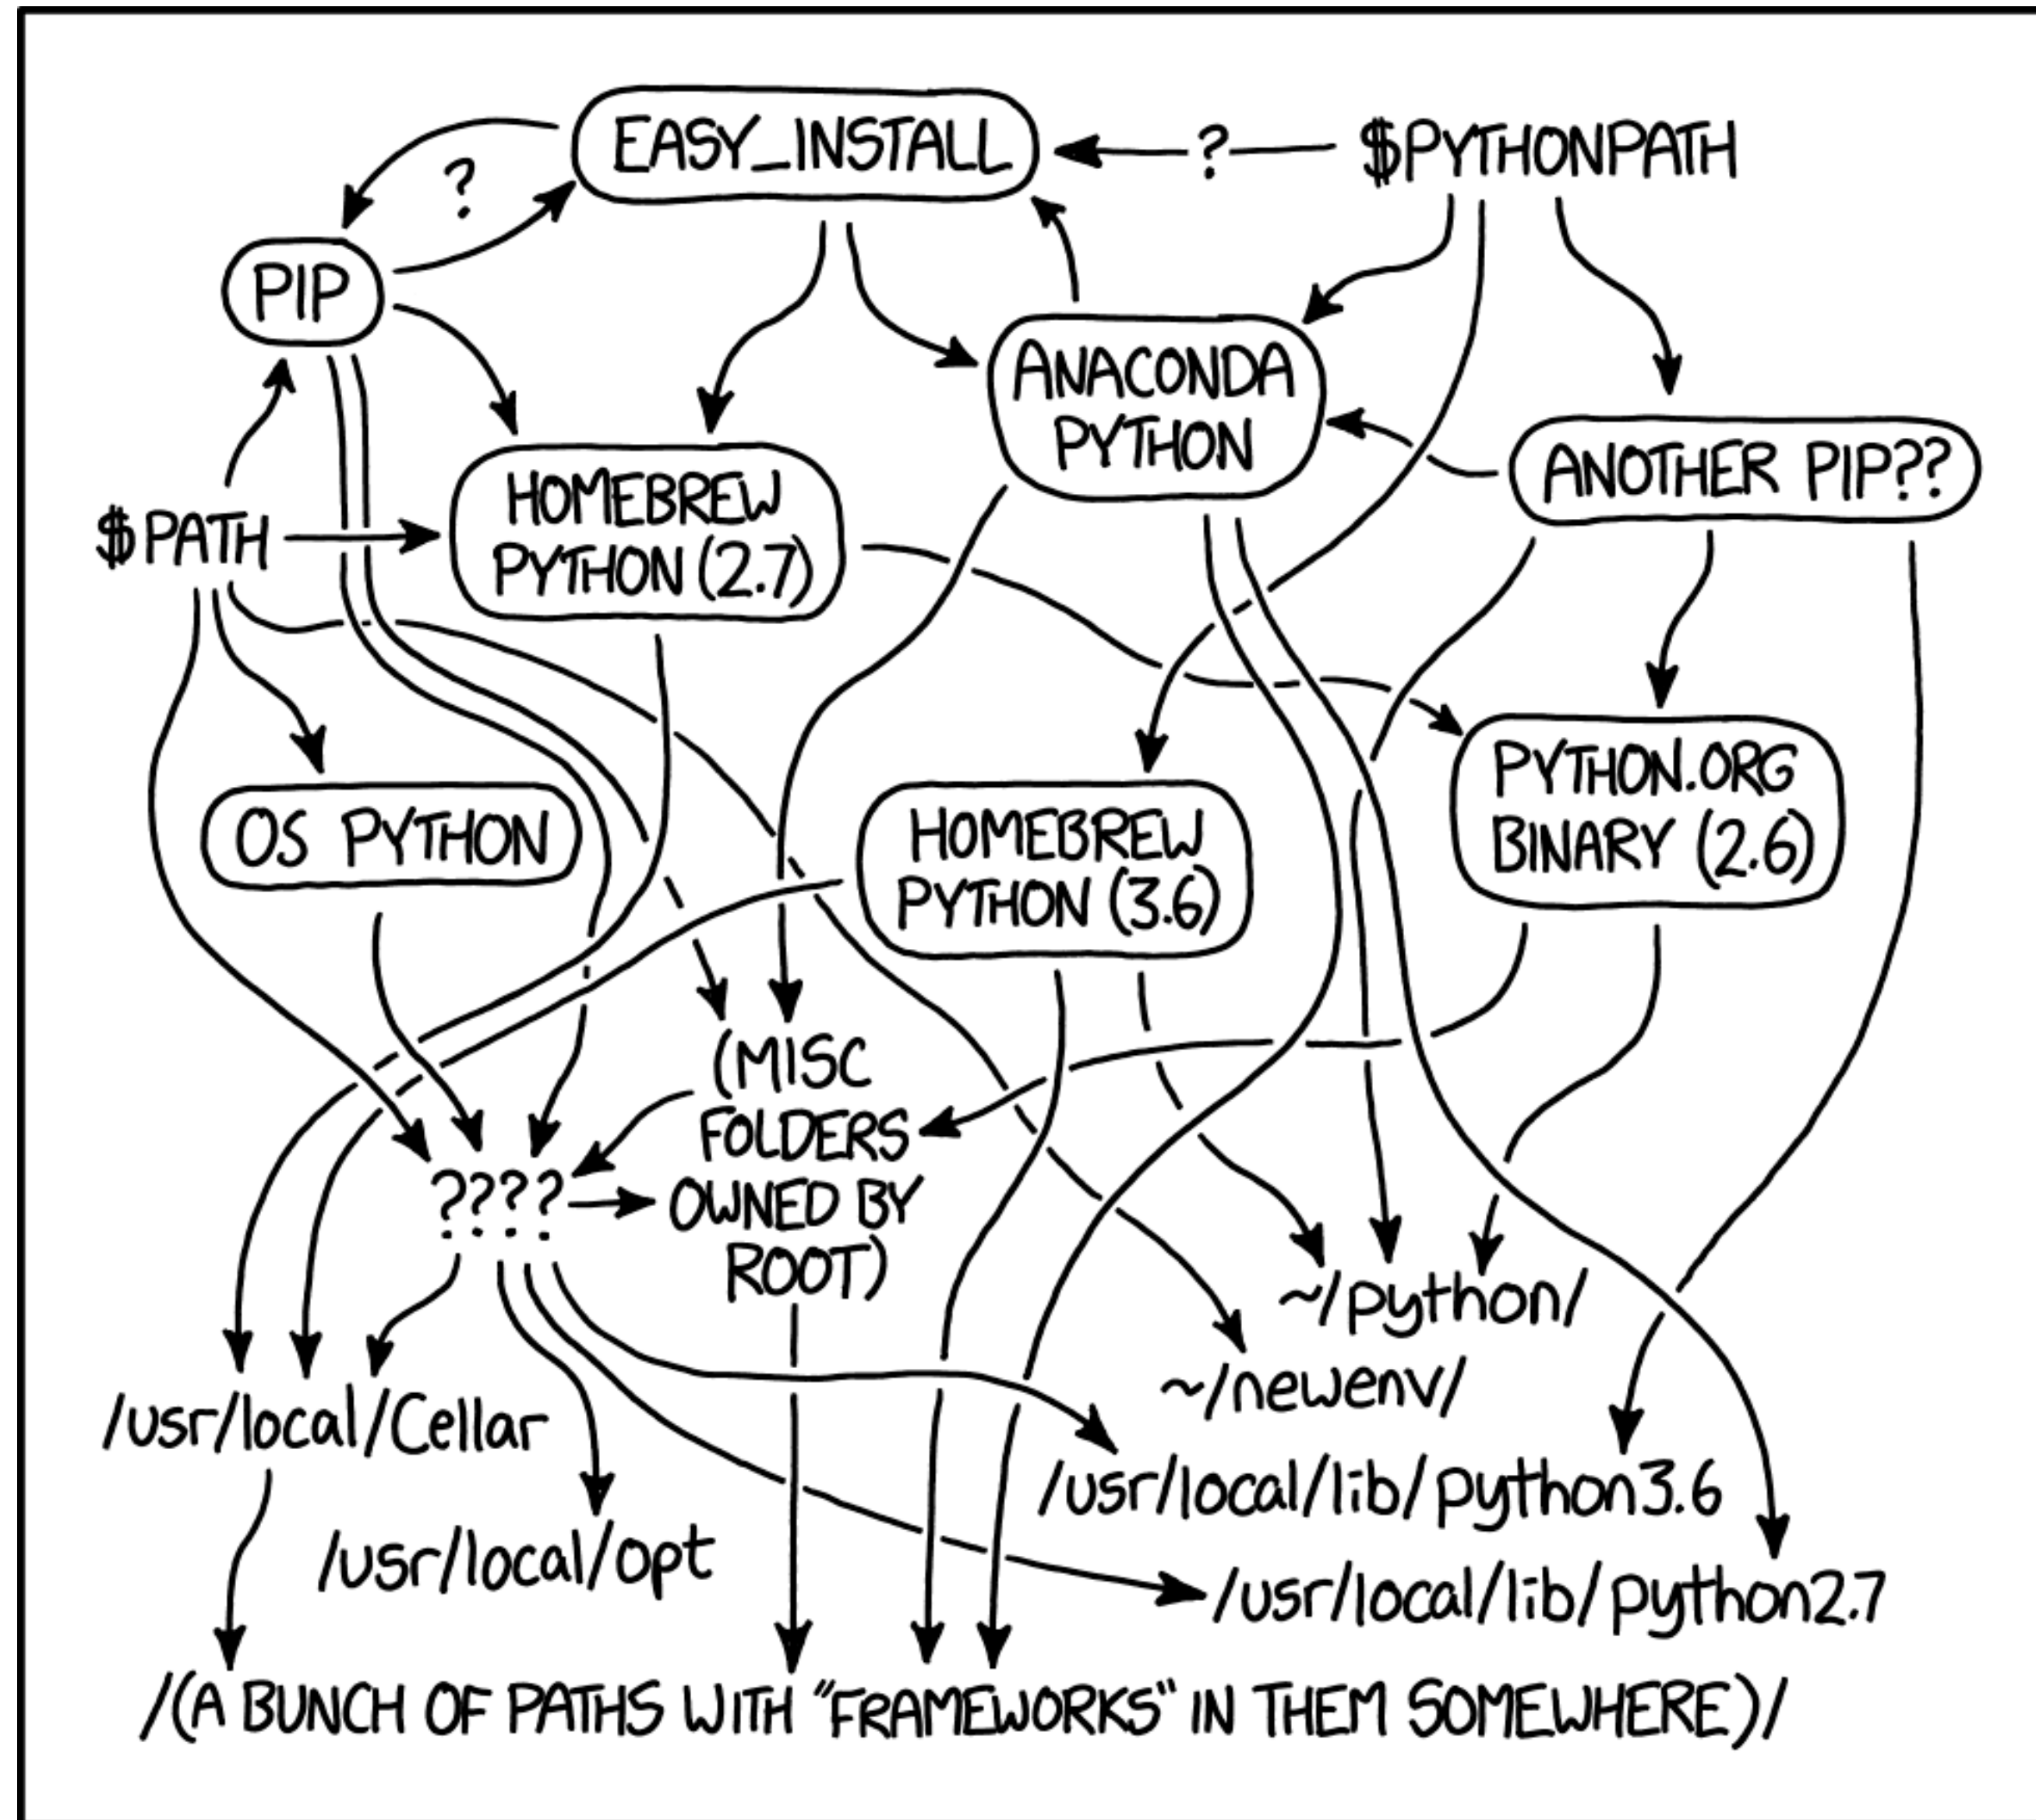 EASY_INSTALL
?
$PYTHONPATH
?
PIP
ANACONDA
PYTHON
ANOTHER PIP??
HOMEBREW
PYTHON (2.7)
$PATH
PYTHON.ORG
BINARY (2.6)
OS PYTHON
HOMEBREW
PYTHON (3.6)
(MISC
FOLDERS
OWNED BY
ROOT)
????
~/python/
~/newenv/
/usr/local/Cellar
/usr/local/lib/python3.6
/usr/local/opt
/usr/local/lib/python2.7
/(A BUNCH OF PATHS WITH "FRAMEWORKS" IN THEM SOMEWHERE)/